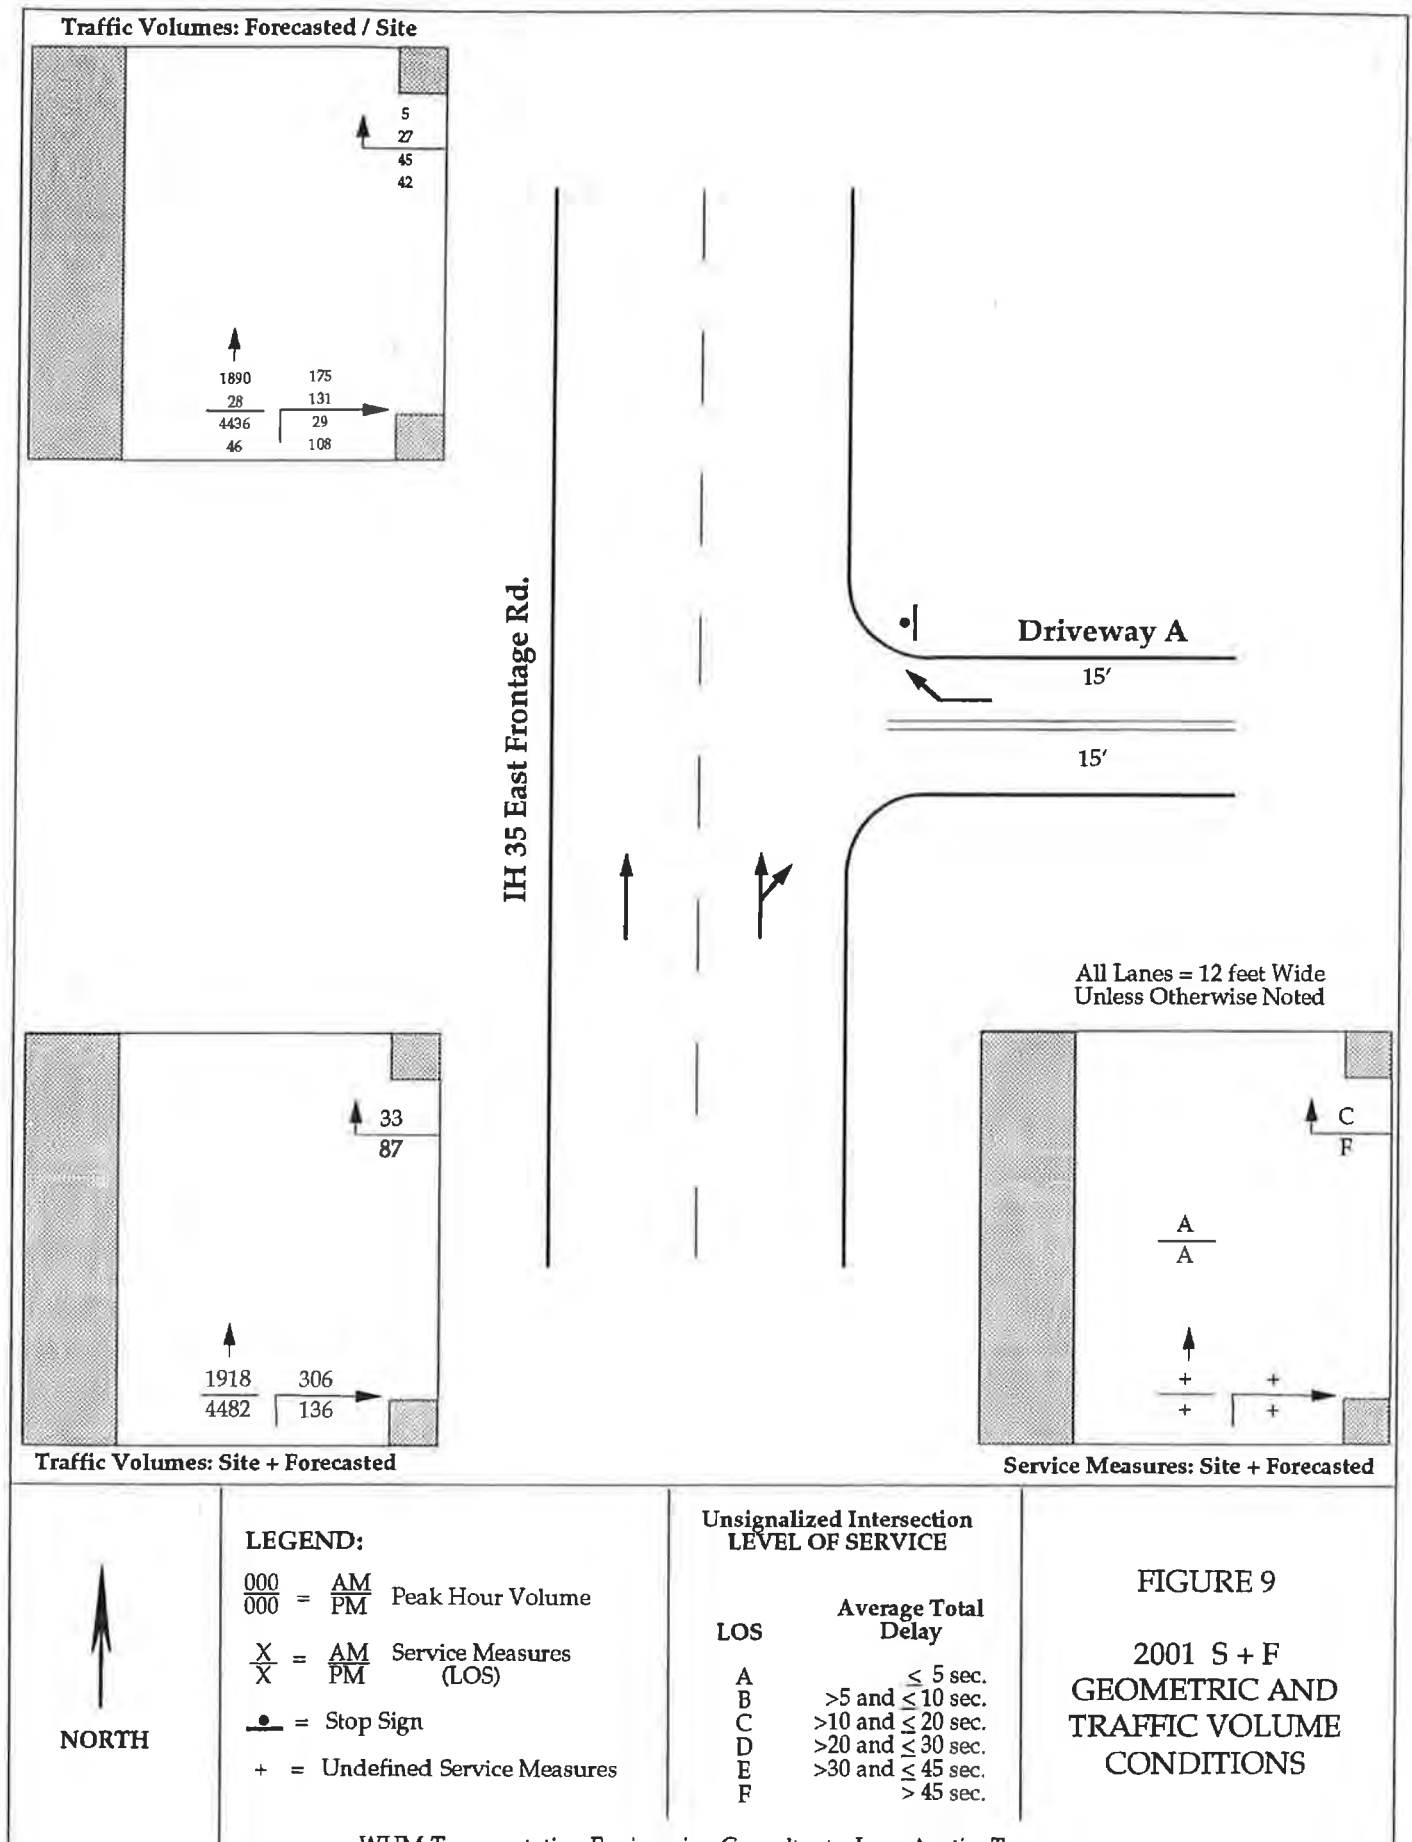 Traffic Volumes: Forecasted / Site
5
27
45
42
1890 175
28 131
4436 29
46 108
IH 35 East Frontage Rd.
Driveway A
15'
15'
All Lanes = 12 feet Wide
Unless Otherwise Noted
33
87
1918 306
4482 136
Traffic Volumes: Site + Forecasted
C
F
A
A
+ +
+ +
Service Measures: Site + Forecasted
NORTH
LEGEND:
000 = AM Peak Hour Volume
000 PM
X = AM Service Measures
X PM (LOS)
= Stop Sign
+ = Undefined Service Measures
Unsignalized Intersection
LEVEL OF SERVICE
LOS Average Total Delay
A ≤ 5 sec.
B >5 and ≤ 10 sec.
C >10 and ≤ 20 sec.
D >20 and ≤ 30 sec.
E >30 and ≤ 45 sec.
F > 45 sec.
FIGURE 9
2001 S + F
GEOMETRIC AND
TRAFFIC VOLUME
CONDITIONS